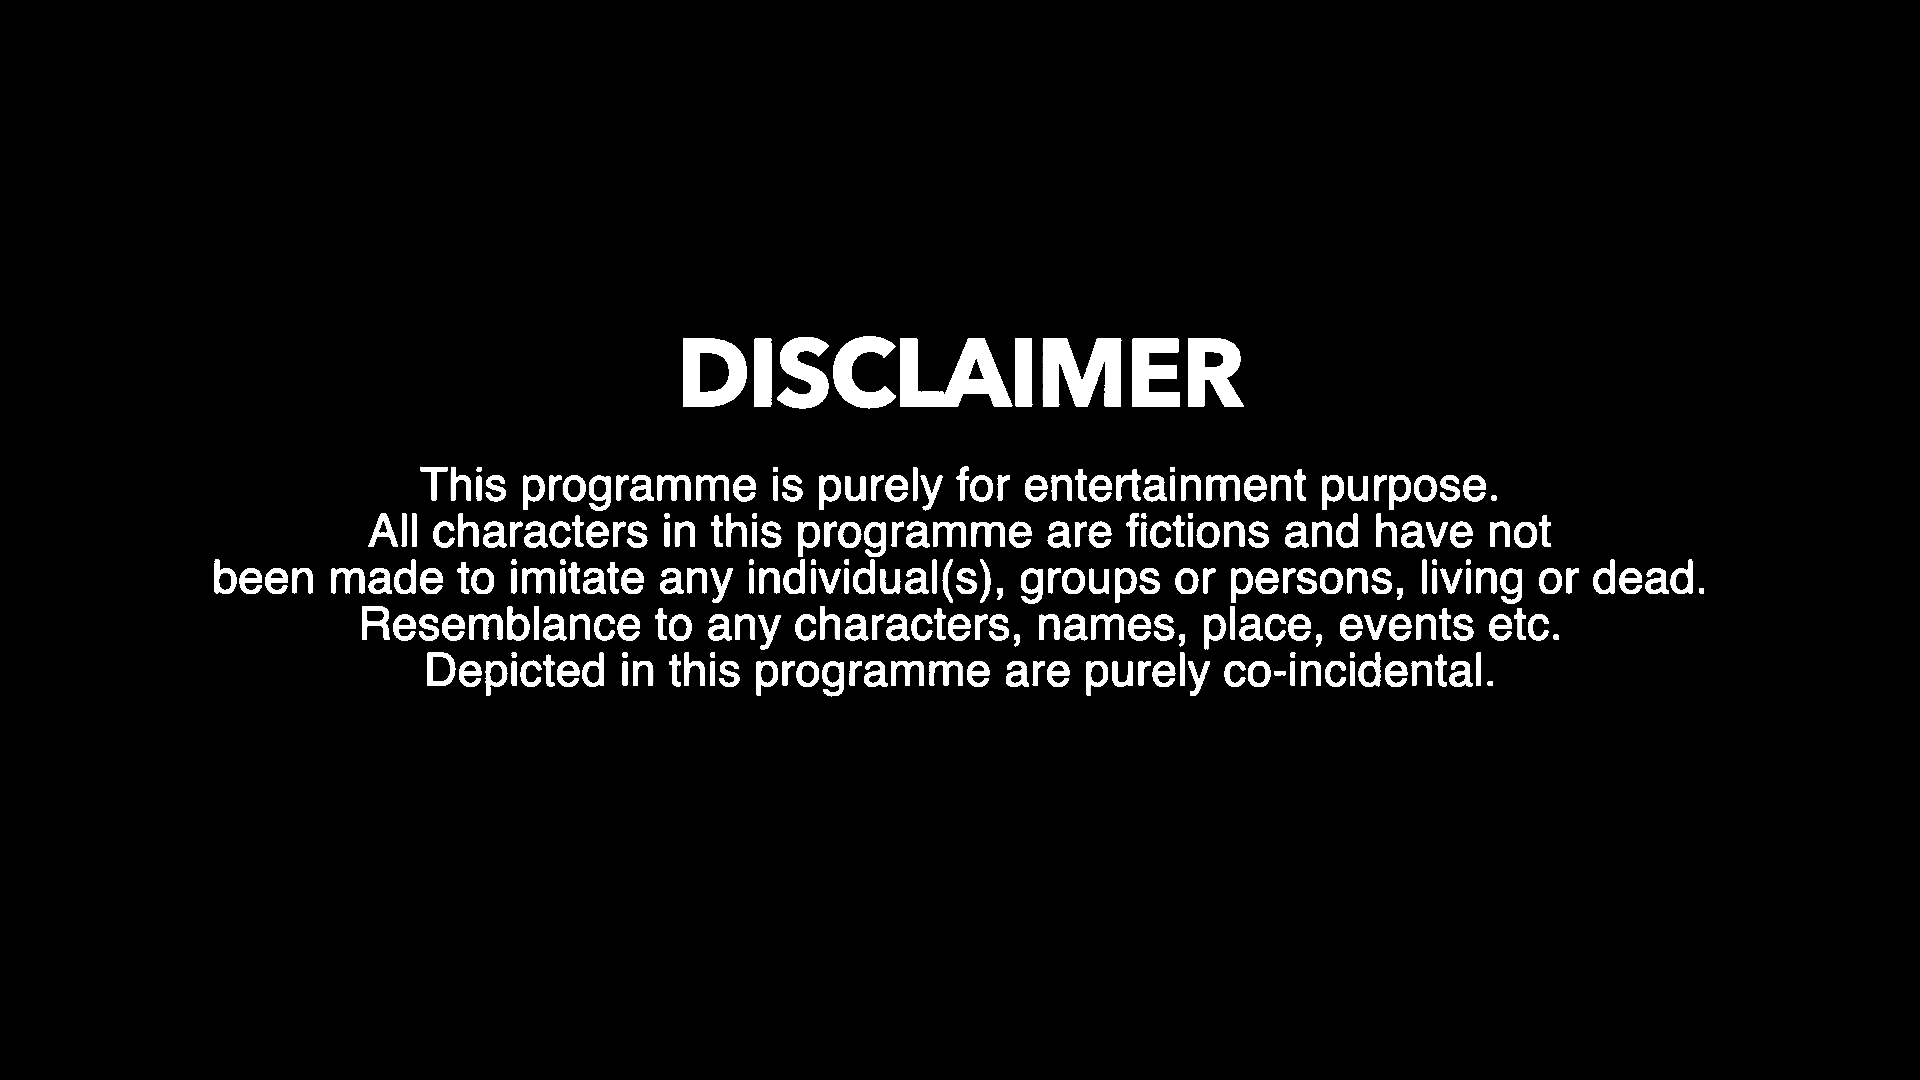 DISCLAIMER
This programme is purely for entertainment purpose.
All characters in this programme are fictions and have not
been made to imitate any individual(s), groups or persons, living or dead.
Resemblance to any characters, names, place, events etc.
Depicted in this programme are purely co-incidental.